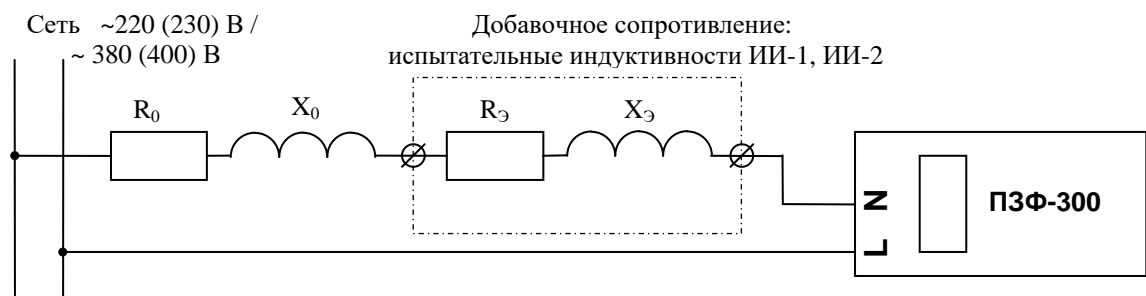 Сеть ~220 (230) В /
~ 380 (400) В
Добавочное сопротивление:
испытательные индуктивности ИИ-1, ИИ-2
R₀
X₀
RЭ
XЭ
N
L
ПЗФ-300